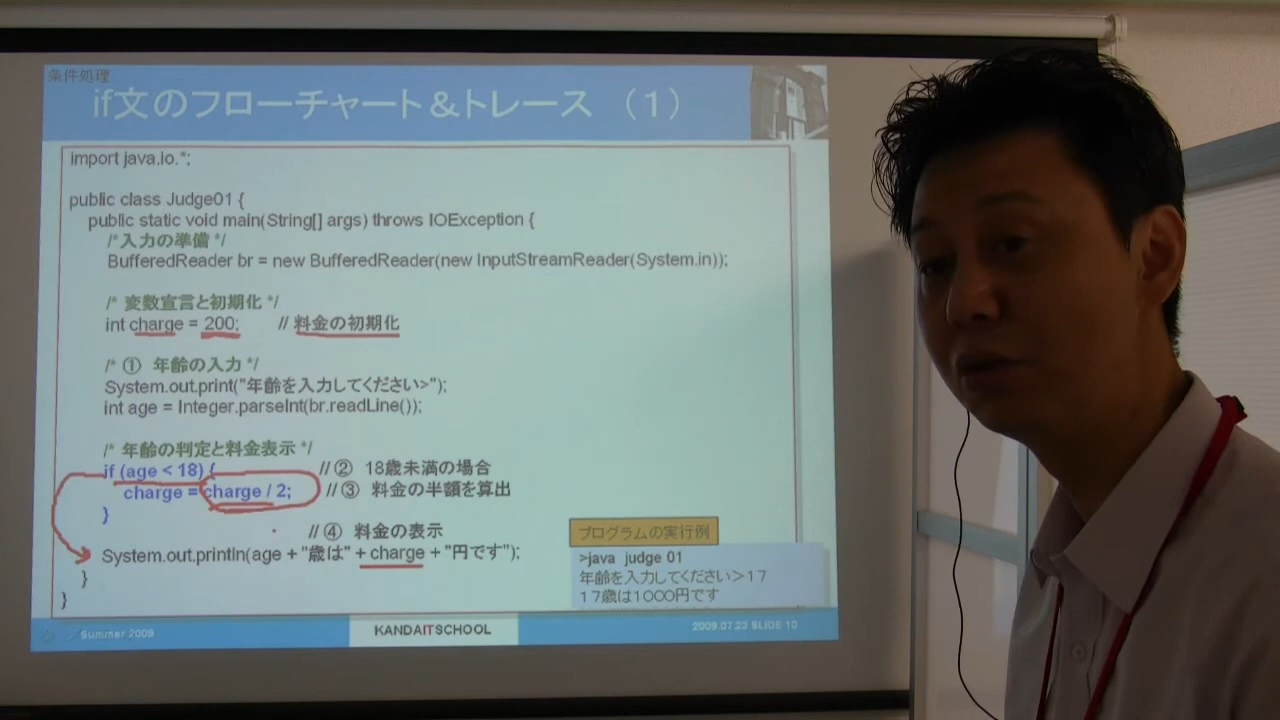 条件処理
if文のフローチャート＆トレース （１）
import java.io.*;
public class Judge01 {
public static void main(String[] args) throws IOException {
/*入力の準備 */
BufferedReader br = new BufferedReader(new InputStreamReader(System.in));
/* 変数宣言と初期化 */
int charge = 200; // 料金の初期化
/* ① 年齢の入力 */
System.out.print("年齢を入力してください>");
int age = Integer.parseInt(br.readLine());
/* 年齢の判定と料金表示 */
if (age < 18) { // ② 18歳未満の場合
charge = charge / 2; // ③ 料金の半額を算出
}
// ④ 料金の表示
System.out.println(age + "歳は" + charge + "円です");
}
}
プログラムの実行例
>java judge 01
年齢を入力してください＞１７
１７歳は１０００円です
Summer 2009
KANDAITSCHOOL
2009.07.23 SLIDE 10